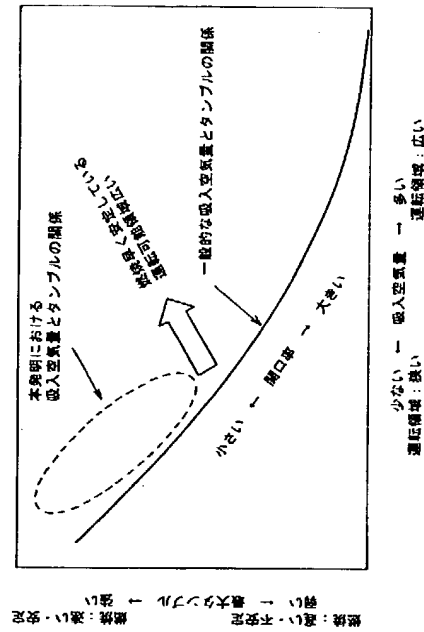 本発明における
吸入空気量とタンブルの関係
燃焼速く安定している
運転可能領域広い
一般的な吸入空気量とタンブルの関係
小さい ← 開口部 → 大きい
弱い ← 最大タンブル → 強い
燃焼:遅い・不安定 燃焼:速い・安定
少ない ← 吸入空気量 → 多い
運転領域:狭い 運転領域:広い